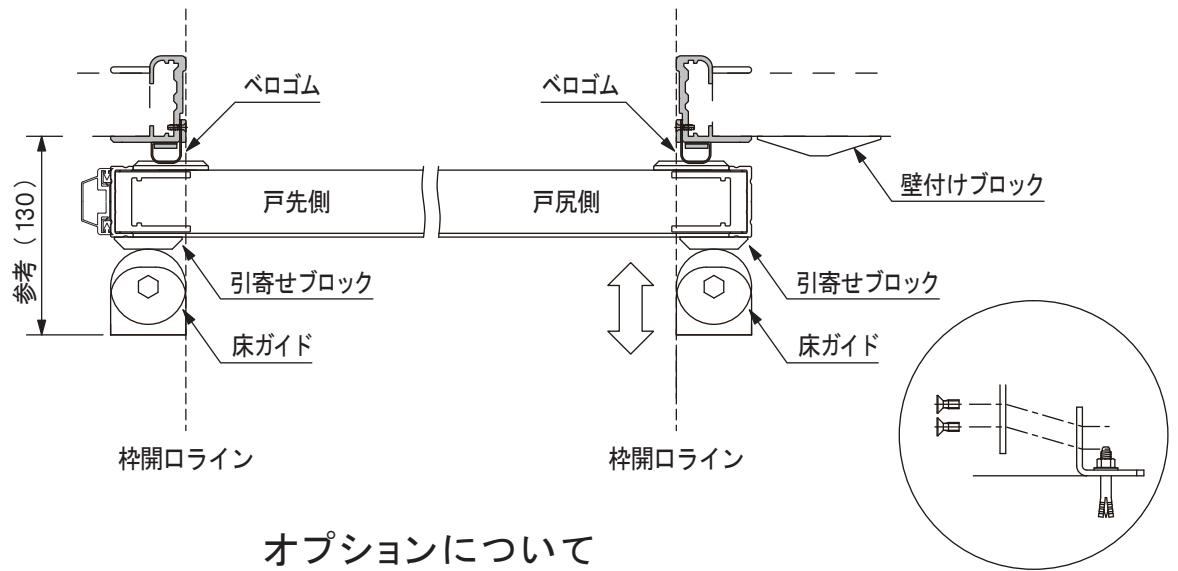 ベロゴム
ベロゴム
壁付けブロック
戸先側
戸尻側
参考（130）
引寄せブロック
引寄せブロック
床ガイド
床ガイド
枠開口ライン
枠開口ライン
オプションについて